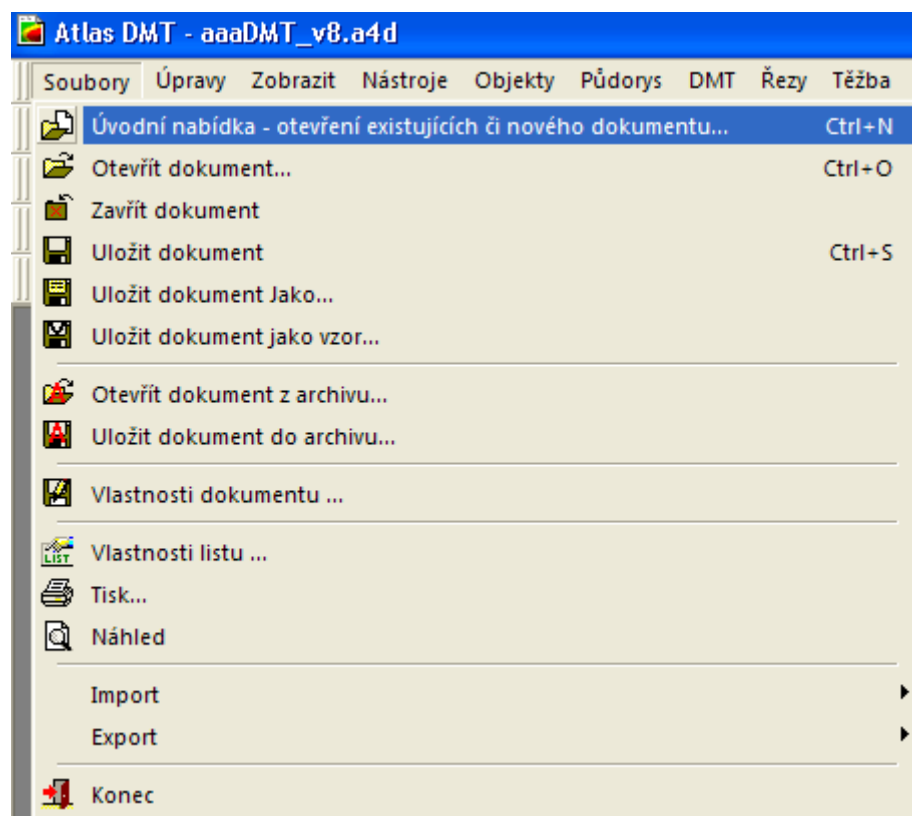 Atlas DMT - aaaDMT_v8.a4d
Soubory Úpravy Zobrazit Nástroje Objekty Půdorys DMT Řezy Těžba
Úvodní nabídka - otevření existujících či nového dokumentu... Ctrl+N
Otevřít dokument... Ctrl+O
Zavřít dokument
Uložit dokument Ctrl+S
Uložit dokument Jako...
Uložit dokument jako vzor...
Otevřít dokument z archivu...
Uložit dokument do archivu...
Vlastnosti dokumentu ...
LIST Vlastnosti listu ...
Tisk...
Náhled
Import
Export
Konec